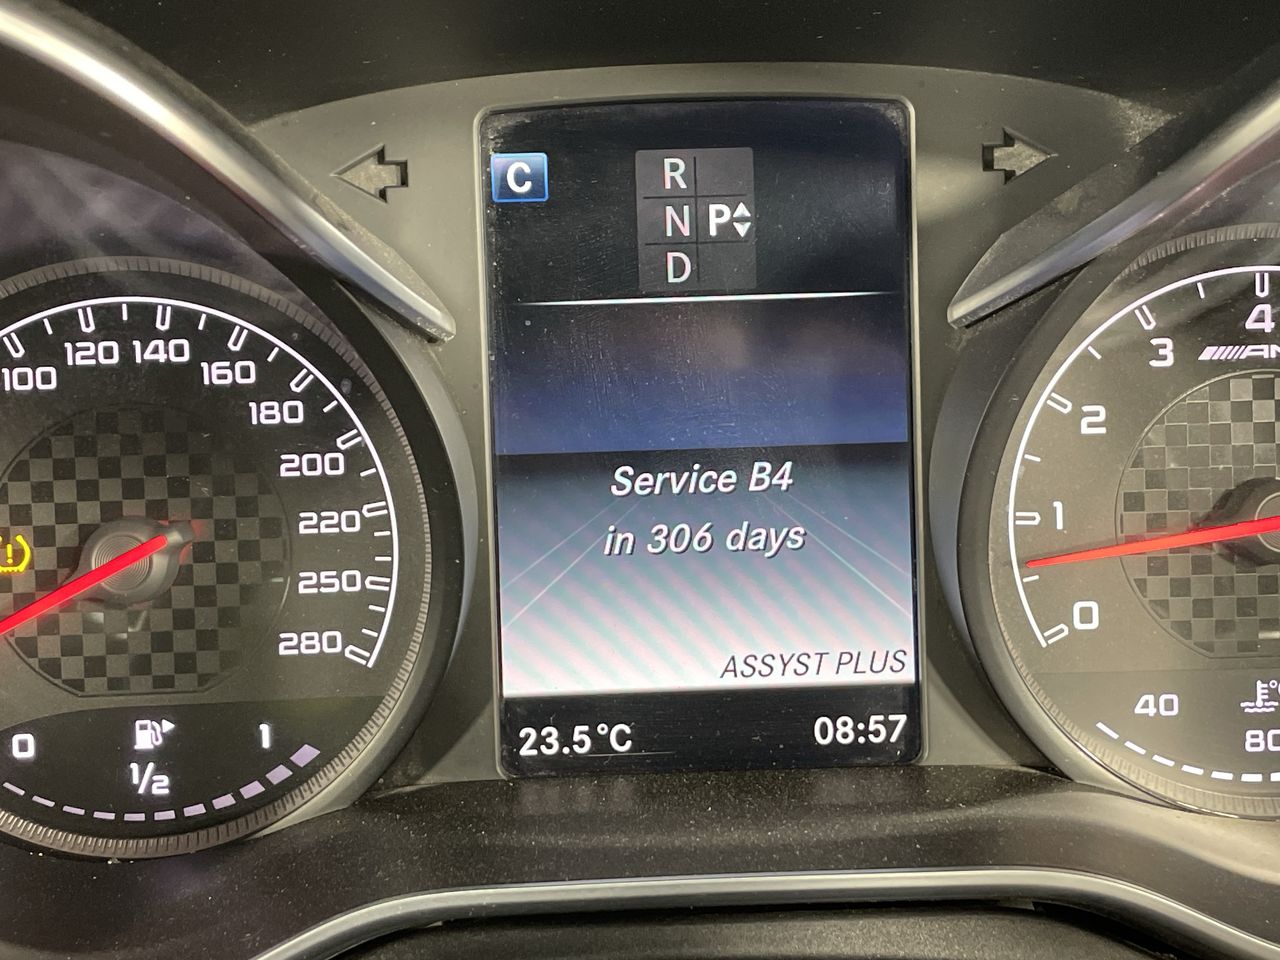 C
R
N P
D
100 120 140 160 180 200 220 250 280
0 1/2 1
Service B4
in 306 days
ASSYST PLUS
23.5°C 08:57
0 1 2 3 4
40 80